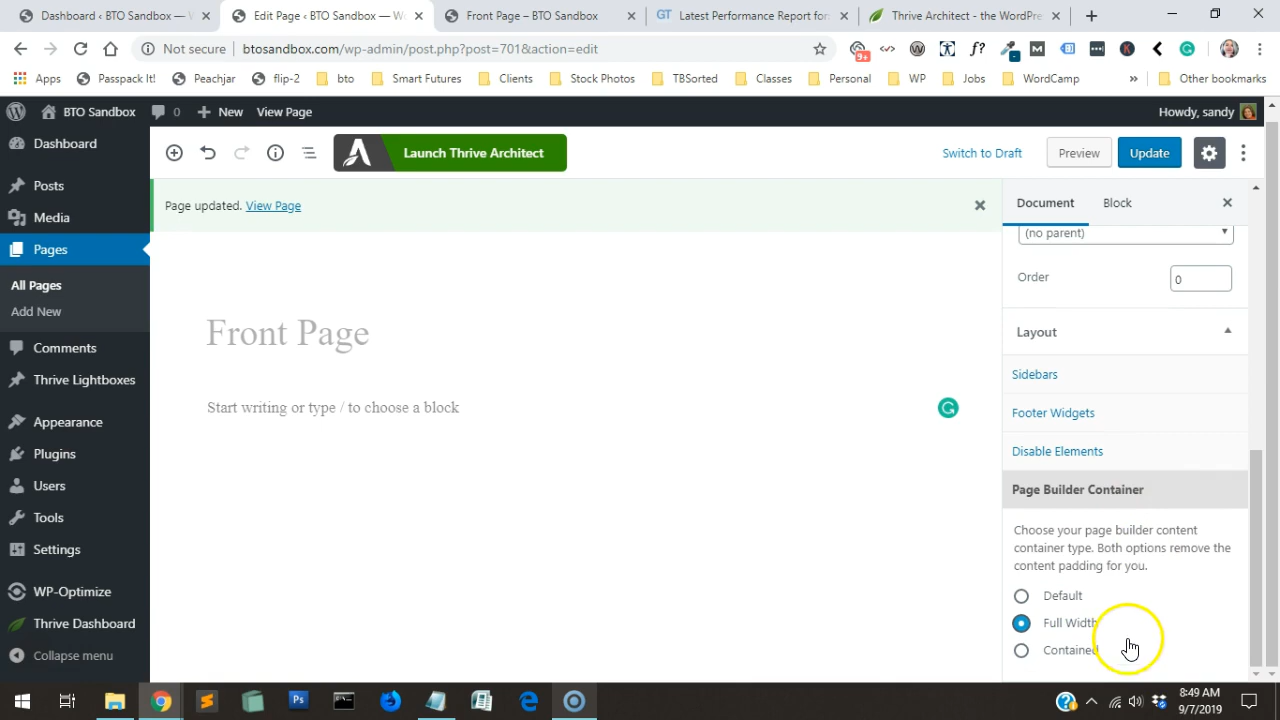 Dashboard ‹ BTO Sandbox — W
Edit Page ‹ BTO Sandbox — W
Front Page – BTO Sandbox
GT
Latest Performance Report for:
Thrive Architect - the WordPre
Not secure
btosandbox.com/wp-admin/post.php?post=701&action=edit
9+
f?
M
K
Apps
Passpack It!
Peachjar
flip-2
bto
Smart Futures
Clients
Stock Photos
TBSorted
Classes
Personal
WP
Jobs
WordCamp
»
Other bookmarks
BTO Sandbox
0
New
View Page
Howdy, sandy
Dashboard
Posts
Media
Pages
All Pages
Add New
Comments
Thrive Lightboxes
Appearance
Plugins
Users
Tools
Settings
WP-Optimize
Thrive Dashboard
Collapse menu
Launch Thrive Architect
Switch to Draft
Preview
Update
Page updated. View Page
Front Page
Start writing or type / to choose a block
Document
Block
(no parent)
Order
0
Layout
Sidebars
Footer Widgets
Disable Elements
Page Builder Container
Choose your page builder content
container type. Both options remove the
content padding for you.
Default
Full Width
Contained
Ps
8:49 AM
9/7/2019